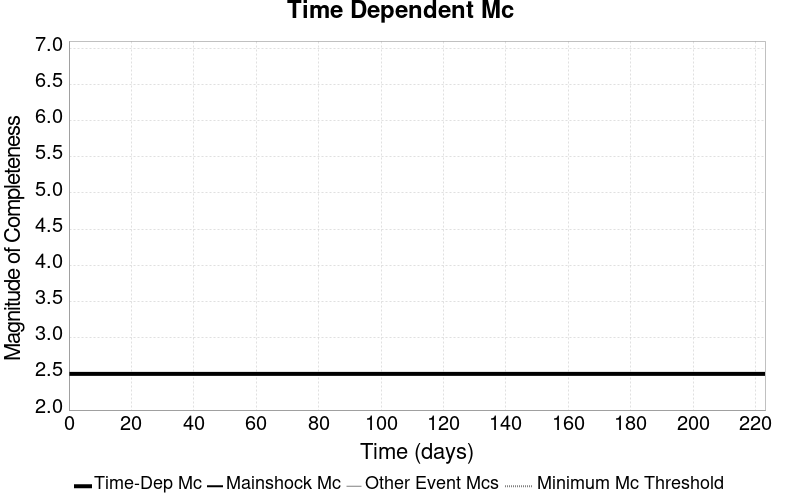 Time Dependent Mc
Magnitude of Completeness
7.0
6.5
6.0
5.5
5.0
4.5
4.0
3.5
3.0
2.5
2.0
0 20 40 60 80 100 120 140 160 180 200 220
Time (days)
Time-Dep Mc Mainshock Mc Other Event Mcs Minimum Mc Threshold